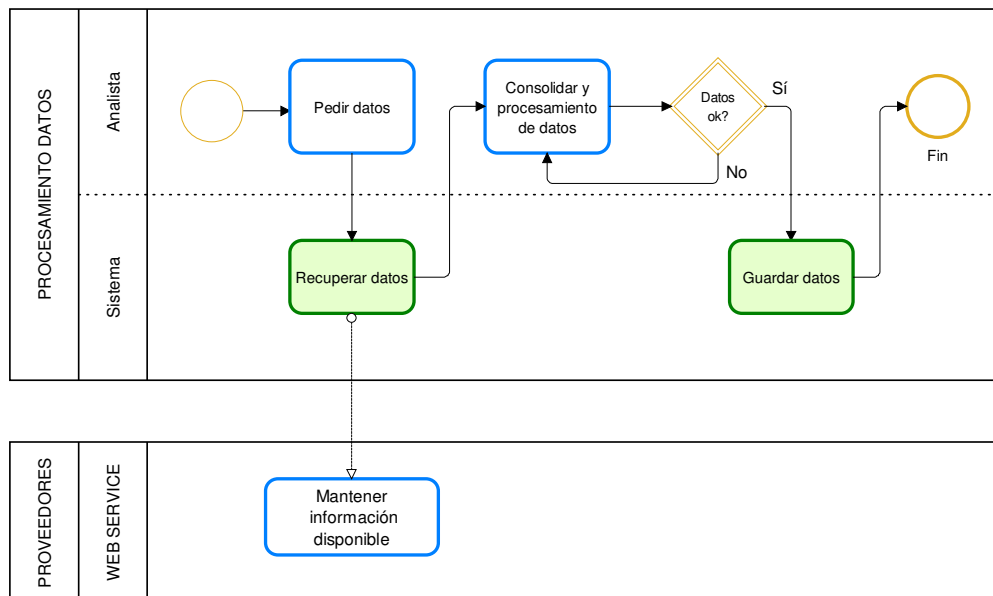 PROCESAMIENTO DATOS
Analista
Pedir datos
Consolidar y
procesamiento
de datos
Datos
ok?
Sí
No
Fin
Sistema
Recuperar datos
Guardar datos
PROVEEDORES
WEB SERVICE
Mantener
información
disponible